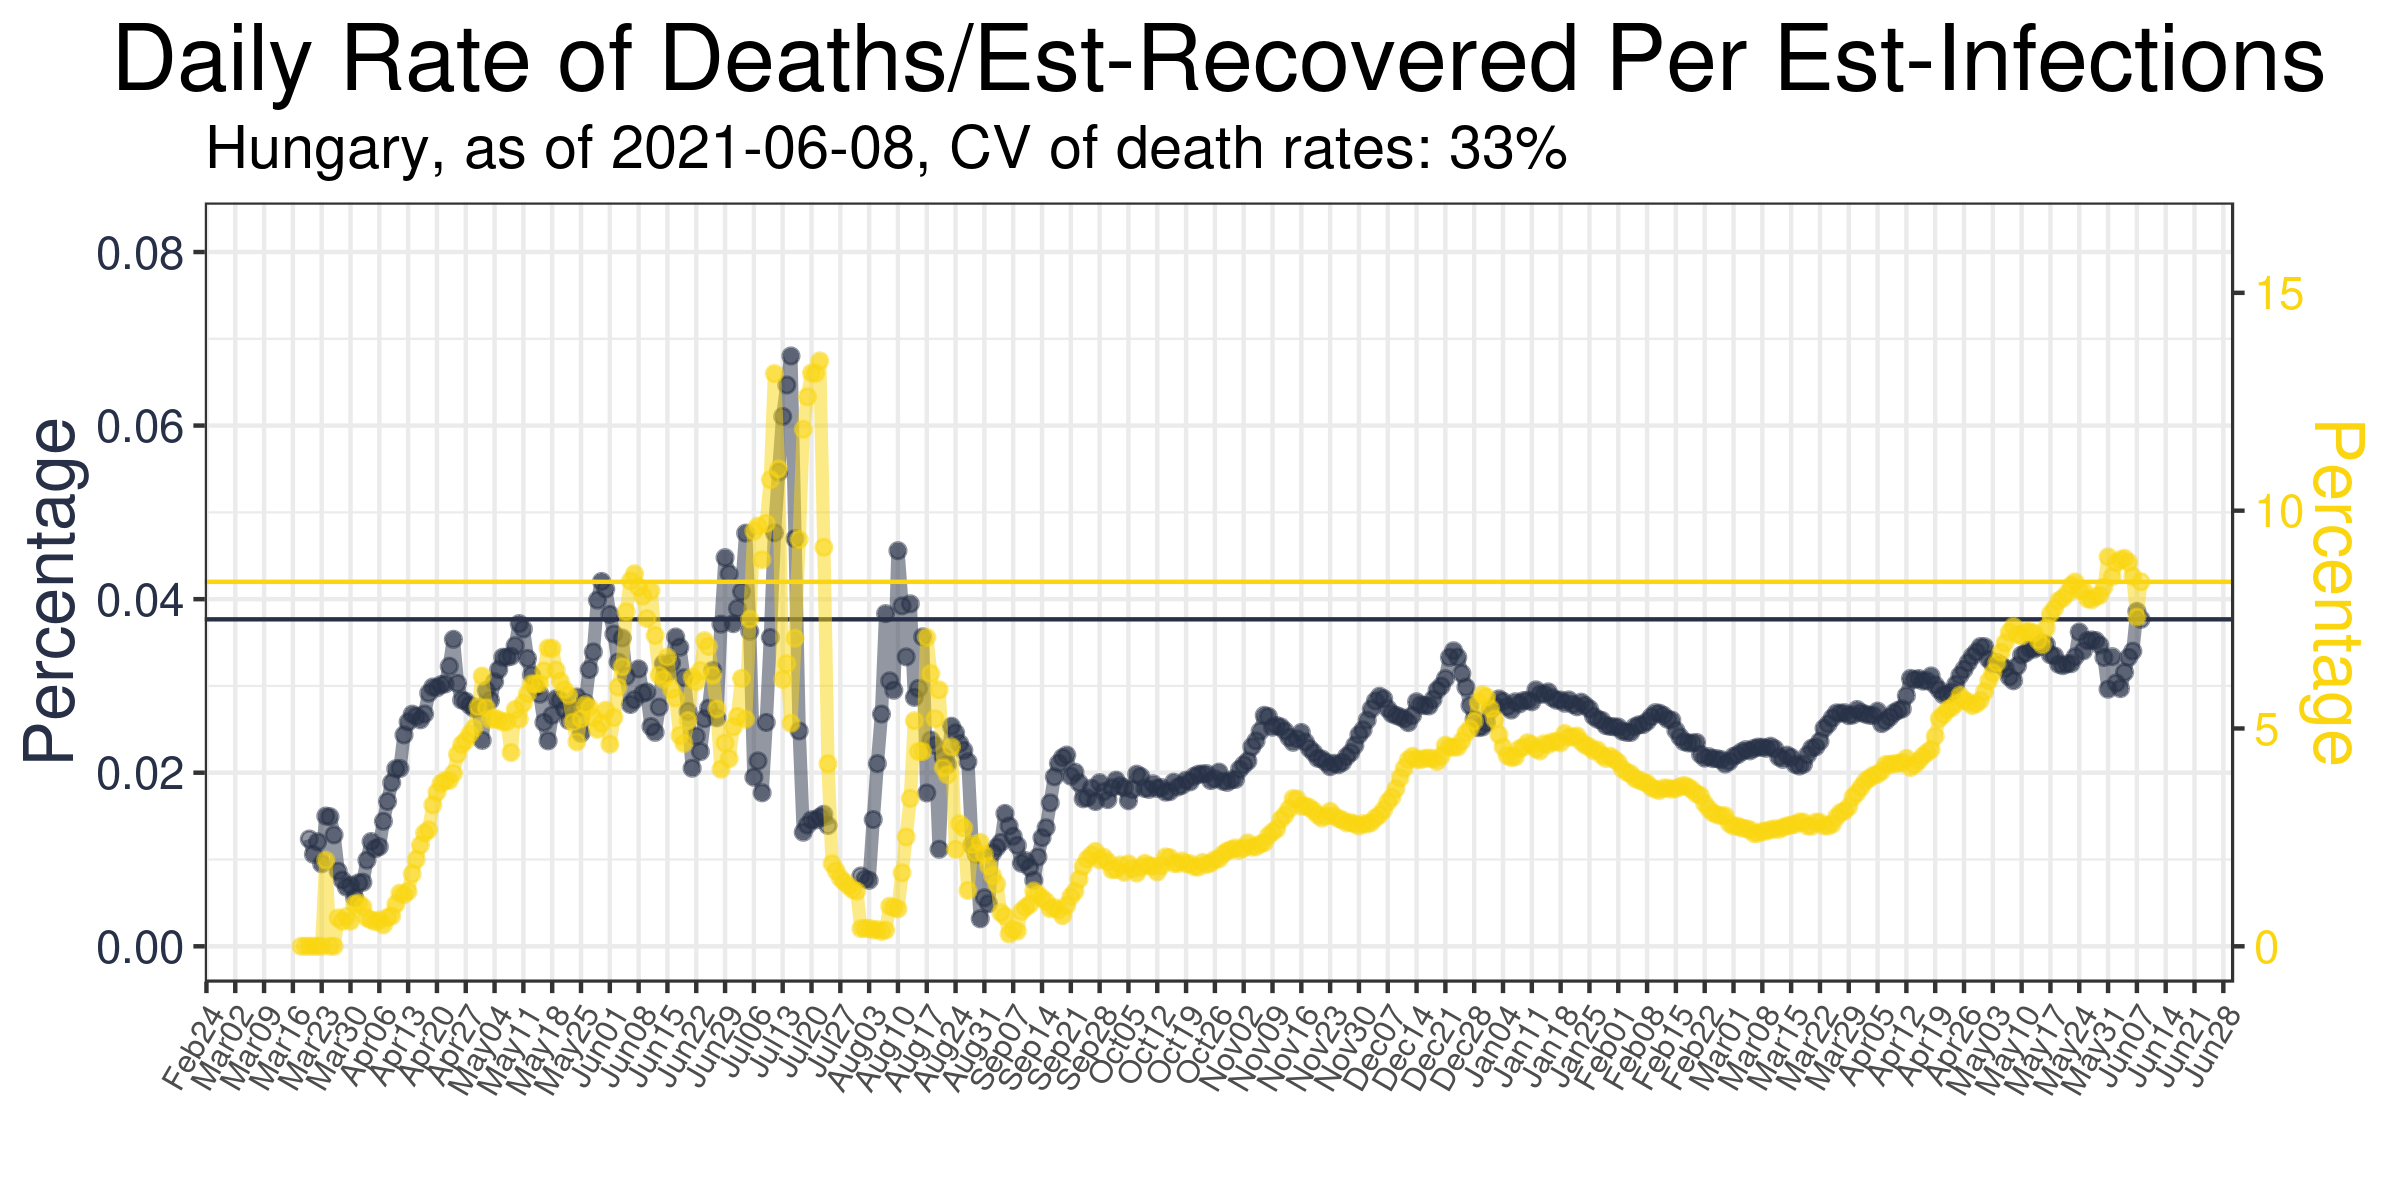 Daily Rate of Deaths/Est-Recovered Per Est-Infections
Hungary, as of 2021-06-08, CV of death rates: 33%
Percentage
0.08
0.06
0.04
0.02
0.00
15
10
5
0
Percentage
Feb24
Mar02
Mar09
Mar16
Mar23
Mar30
Apr06
Apr13
Apr20
Apr27
May04
May11
May18
May25
Jun01
Jun08
Jun15
Jun22
Jun29
Jul06
Jul13
Jul20
Jul27
Aug03
Aug10
Aug17
Aug24
Aug31
Sep07
Sep14
Sep21
Sep28
Oct05
Oct12
Oct19
Oct26
Nov02
Nov09
Nov16
Nov23
Nov30
Dec07
Dec14
Dec21
Dec28
Jan04
Jan11
Jan18
Jan25
Feb01
Feb08
Feb15
Feb22
Mar01
Mar08
Mar15
Mar22
Mar29
Apr05
Apr12
Apr19
Apr26
May03
May10
May17
May24
May31
Jun07
Jun14
Jun21
Jun28